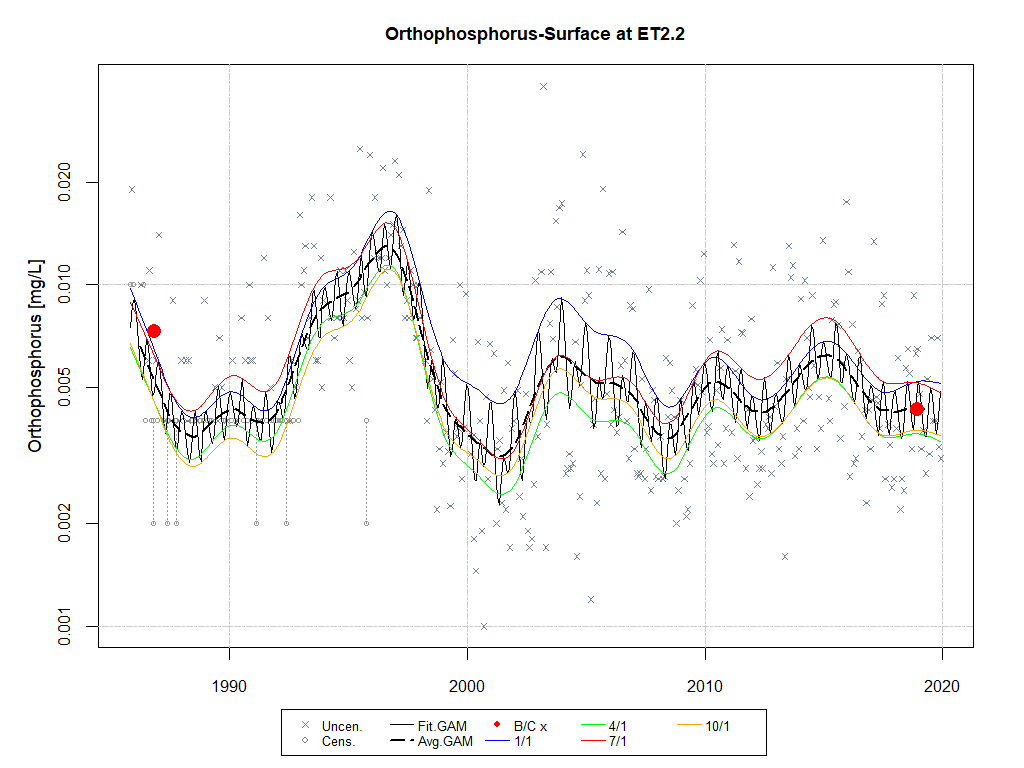 Orthophosphorus-Surface at ET2.2
Orthophosphorus [mg/L]
0.020
0.010
0.005
0.002
0.001
1990
2000
2010
2020
Uncen.
Fit.GAM
B/C x
4/1
10/1
Cens.
Avg.GAM
1/1
7/1